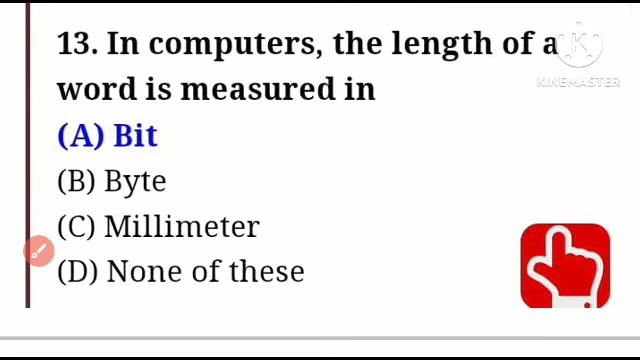 13. In computers, the length of a
word is measured in
(A) Bit
(B) Byte
(C) Millimeter
(D) None of these
K
KINEMASTER